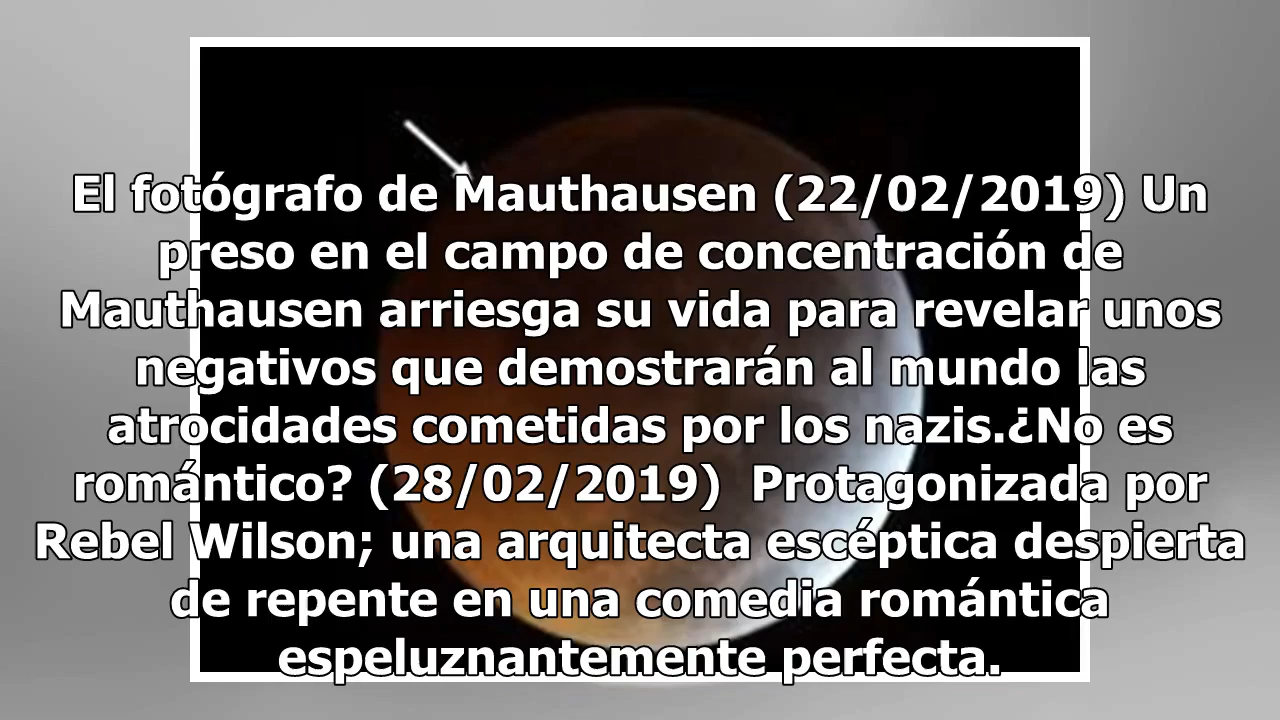 El fotógrafo de Mauthausen (22/02/2019) Un
preso en el campo de concentración de
Mauthausen arriesga su vida para revelar unos
negativos que demostrarán al mundo las
atrocidades cometidas por los nazis.¿No es
romántico? (28/02/2019)  Protagonizada por
Rebel Wilson; una arquitecta escéptica despierta
de repente en una comedia romántica
espeluznantemente perfecta.